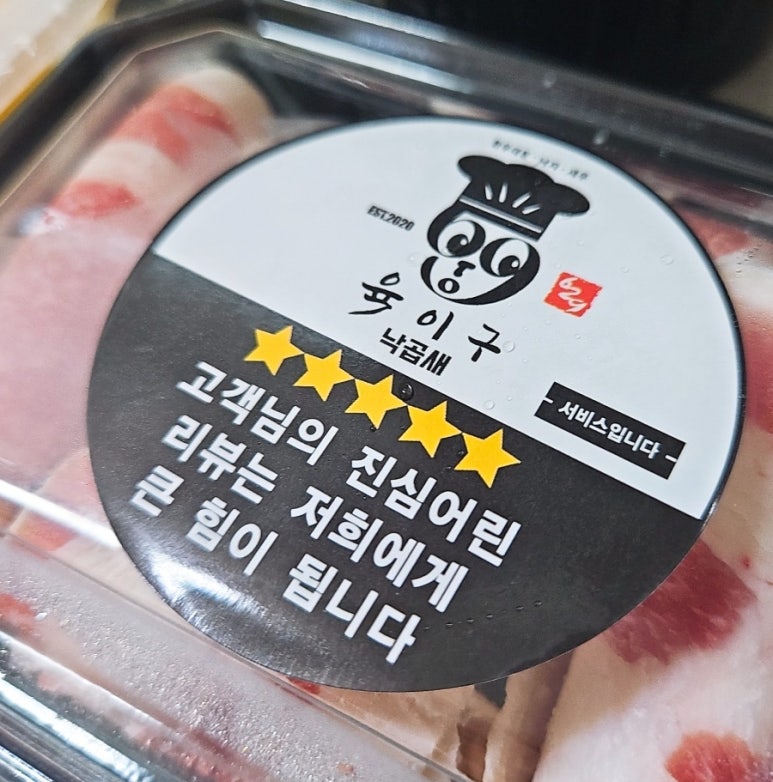 EST.2020
629
육이구
낙곱새
- 서비스입니다 -
고객님의 진심어린
리뷰는 저희에게
큰 힘이 됩니다